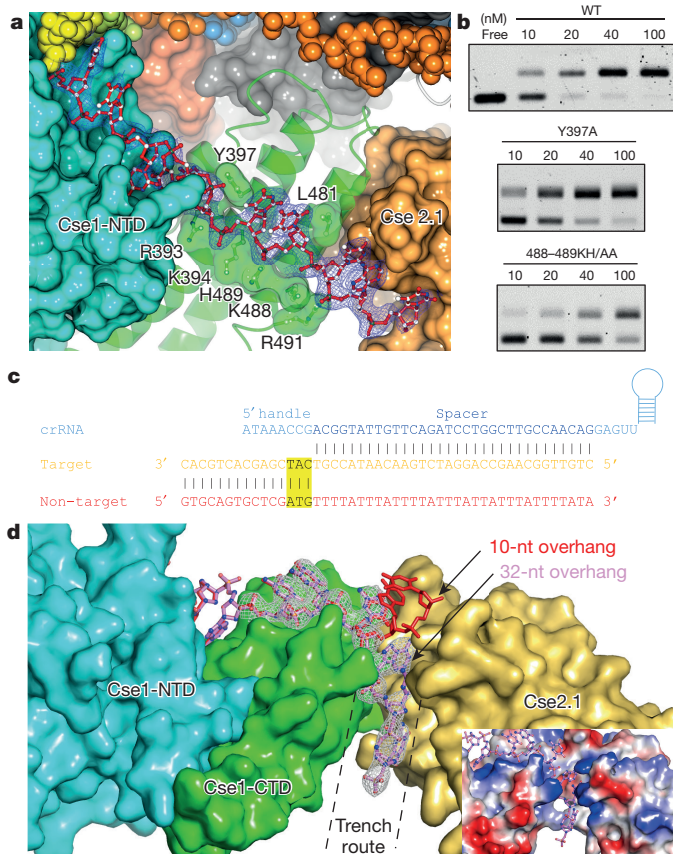 a
Y397
L481
Cse1-NTD
Cse 2.1
R393
K394
H489
K488
R491
b
(nM)
WT
Free 10 20 40 100
Y397A
10 20 40 100
488–489KH/AA
10 20 40 100
c
5′ handle Spacer
crRNA ATAAACCGACGGTATTGTTCAGATCCTGGCTTGCCAACAGGAGUU
Target 3′ CACGTCACGAGCTACTGCCATAACAAGTCTAGGACCGAACGGTTGTC 5′
Non-target 5′ GTGCAGTGCTCGATGTTTTATTTATTTTATTTATTATTTATTTTATA 3′
d
10-nt overhang
32-nt overhang
Cse1-NTD
Cse2.1
Cse1-CTD
Trench
route